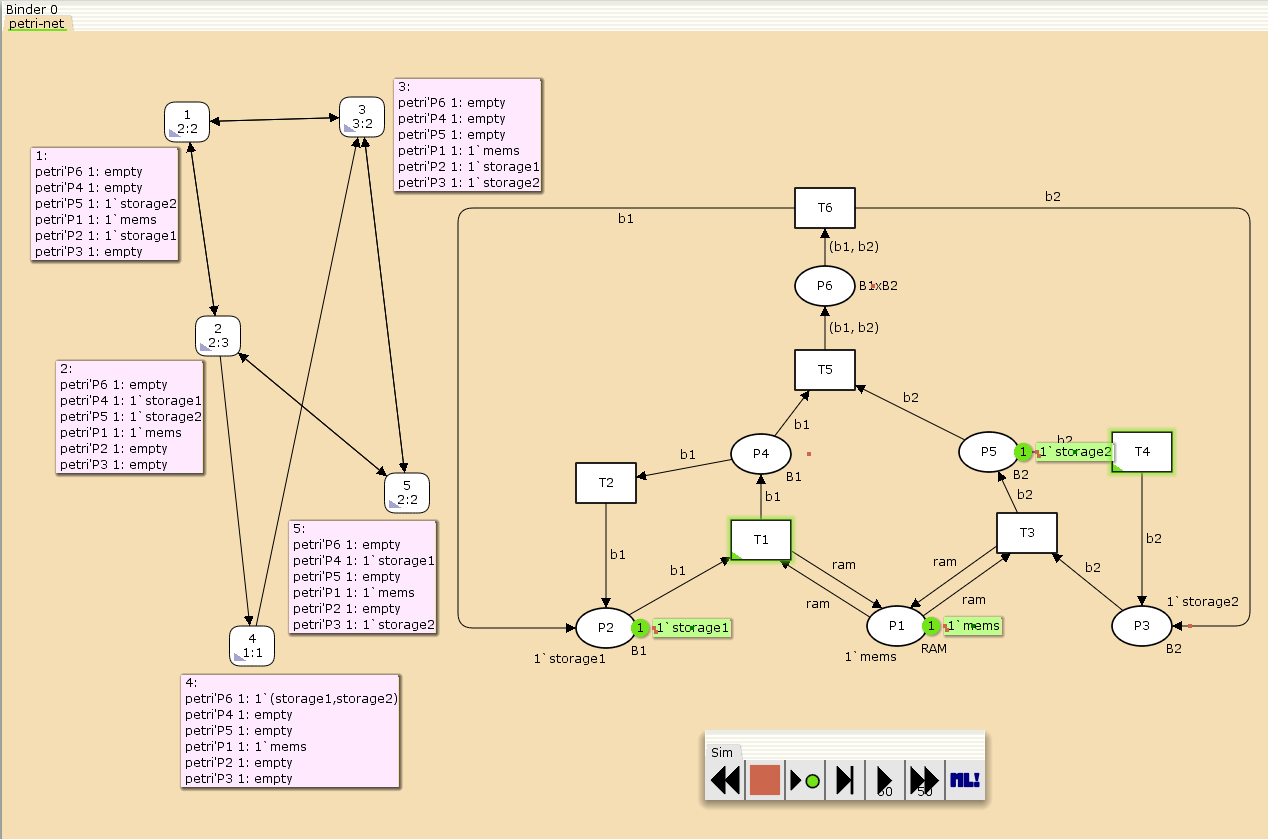 Binder 0
petri-net
1
2:2
3
3:2
3:
petri'P6 1: empty
petri'P4 1: empty
petri'P5 1: empty
petri'P1 1: 1`mems
petri'P2 1: 1`storage1
petri'P3 1: 1`storage2
1:
petri'P6 1: empty
petri'P4 1: empty
petri'P5 1: 1`storage2
petri'P1 1: 1`mems
petri'P2 1: 1`storage1
petri'P3 1: empty
2
2:3
2:
petri'P6 1: empty
petri'P4 1: 1`storage1
petri'P5 1: 1`storage2
petri'P1 1: 1`mems
petri'P2 1: empty
petri'P3 1: empty
5
2:2
5:
petri'P6 1: empty
petri'P4 1: 1`storage1
petri'P5 1: empty
petri'P1 1: 1`mems
petri'P2 1: empty
petri'P3 1: 1`storage2
4
1:1
4:
petri'P6 1: 1`(storage1,storage2)
petri'P4 1: empty
petri'P5 1: empty
petri'P1 1: 1`mems
petri'P2 1: empty
petri'P3 1: empty
T6
b1
b2
(b1, b2)
P6
B1xB2
(b1, b2)
T5
b1
b2
P4
B1
b1
T2
b1
P5
1
1`storage2
B2
b2
T4
b1
T1
b2
T3
b2
b1
b1
ram
ram
ram
ram
b2
P2
1
1`storage1
B1
1`storage1
P1
1
1`mems
RAM
1`mems
P3
1`storage2
B2
Sim
50
50
ML!